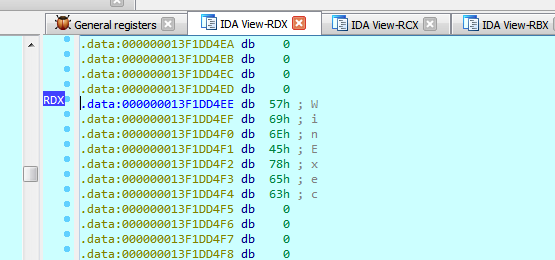 General registers IDA View-RDX IDA View-RCX IDA View-RBX
.data:000000013F1DD4EA db 0
.data:000000013F1DD4EB db 0
.data:000000013F1DD4EC db 0
.data:000000013F1DD4ED db 0
RDX .data:000000013F1DD4EE db 57h ; W
.data:000000013F1DD4EF db 69h ; i
.data:000000013F1DD4F0 db 6Eh ; n
.data:000000013F1DD4F1 db 45h ; E
.data:000000013F1DD4F2 db 78h ; x
.data:000000013F1DD4F3 db 65h ; e
.data:000000013F1DD4F4 db 63h ; c
.data:000000013F1DD4F5 db 0
.data:000000013F1DD4F6 db 0
.data:000000013F1DD4F7 db 0
.data:000000013F1DD4F8 db 0